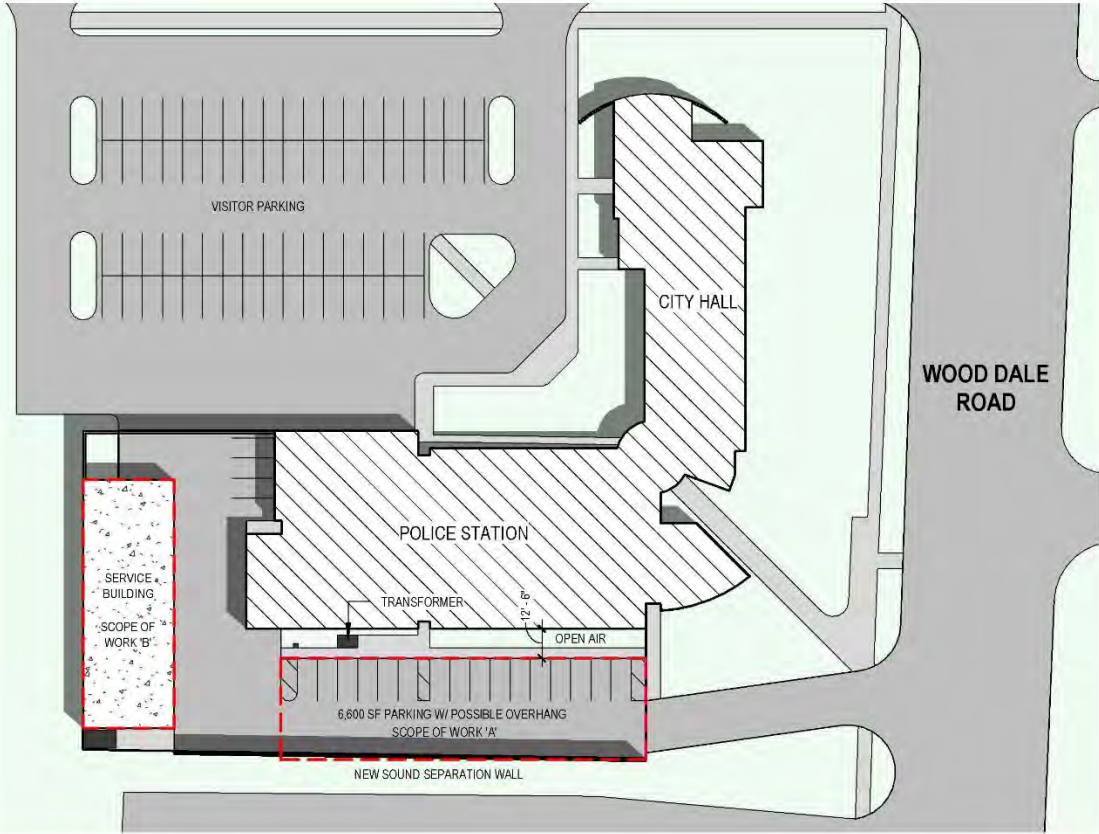 VISITOR PARKING
CITY HALL
WOOD DALE
ROAD
POLICE STATION
SERVICE
BUILDING
SCOPE OF
WORK 'B'
TRANSFORMER
12'-6"
OPEN AIR
6,600 SF PARKING W/ POSSIBLE OVERHANG
SCOPE OF WORK 'A'
NEW SOUND SEPARATION WALL